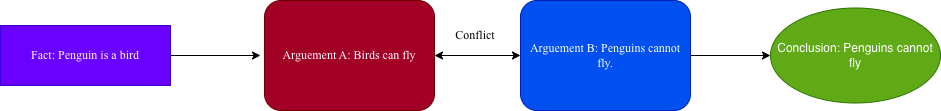 Fact: Penguin is a bird
Arguement A: Birds can fly
Conflict
Arguement B: Penguins cannot
fly.
Conclusion: Penguins cannot
fly